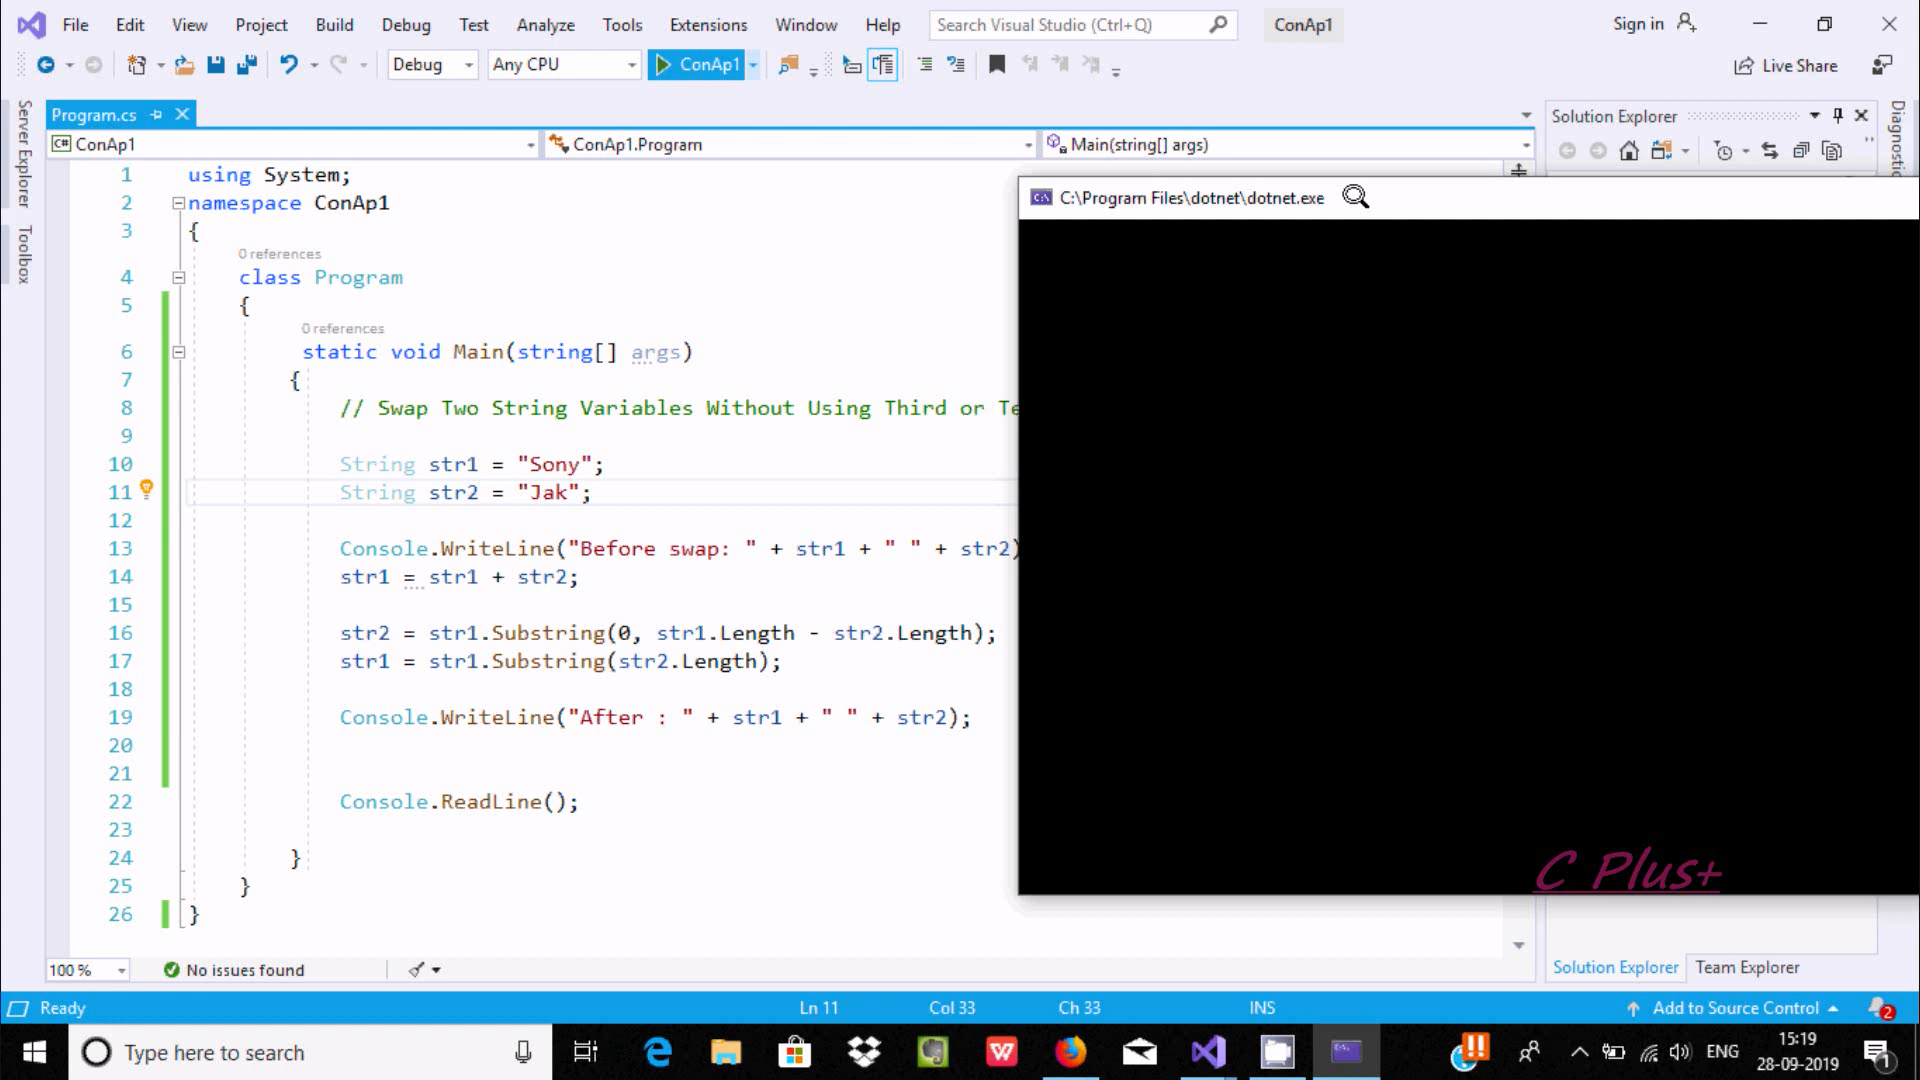 File Edit View Project Build Debug Test Analyze Tools Extensions Window Help Search Visual Studio (Ctrl+Q) ConAp1 Sign in
Debug Any CPU ConAp1 Live Share
Server Explorer
Toolbox
Program.cs
ConAp1 ConAp1.Program Main(string[] args)
Solution Explorer
C:\Program Files\dotnet\dotnet.exe
1 using System;
2 namespace ConAp1
3 {
0 references
4 class Program
5 {
0 references
6 static void Main(string[] args)
7 {
8 // Swap Two String Variables Without Using Third or
9
10 String str1 = "Sony";
11 String str2 = "Jak";
12
13 Console.WriteLine("Before swap: " + str1 + " " + str2)
14 str1 = str1 + str2;
15
16 str2 = str1.Substring(0, str1.Length - str2.Length);
17 str1 = str1.Substring(str2.Length);
18
19 Console.WriteLine("After : " + str1 + " " + str2);
20
21
22 Console.ReadLine();
23
24 }
25 }
26 }
C Plus+
100 % No issues found
Solution Explorer Team Explorer
Ready Ln 11 Col 33 Ch 33 INS Add to Source Control 2
Type here to search ENG 15:19
28-09-2019 1